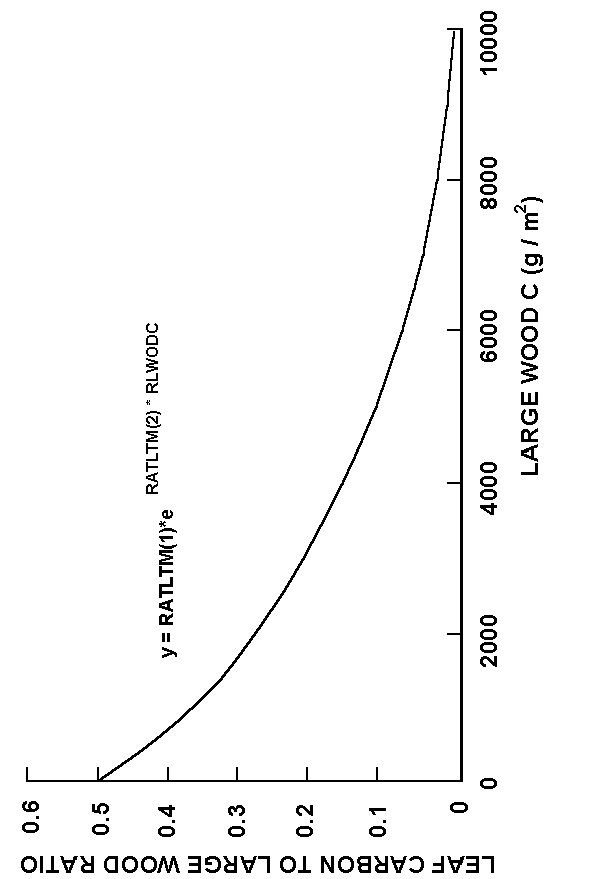 LEAF CARBON TO LARGE WOOD RATIO
0.6
0.5
0.4
0.3
0.2
0.1
0
y = RATLTM(1)*e RATLTM(2) * RLWODC
0 2000 4000 6000 8000 10000
LARGE WOOD C (g / m²)